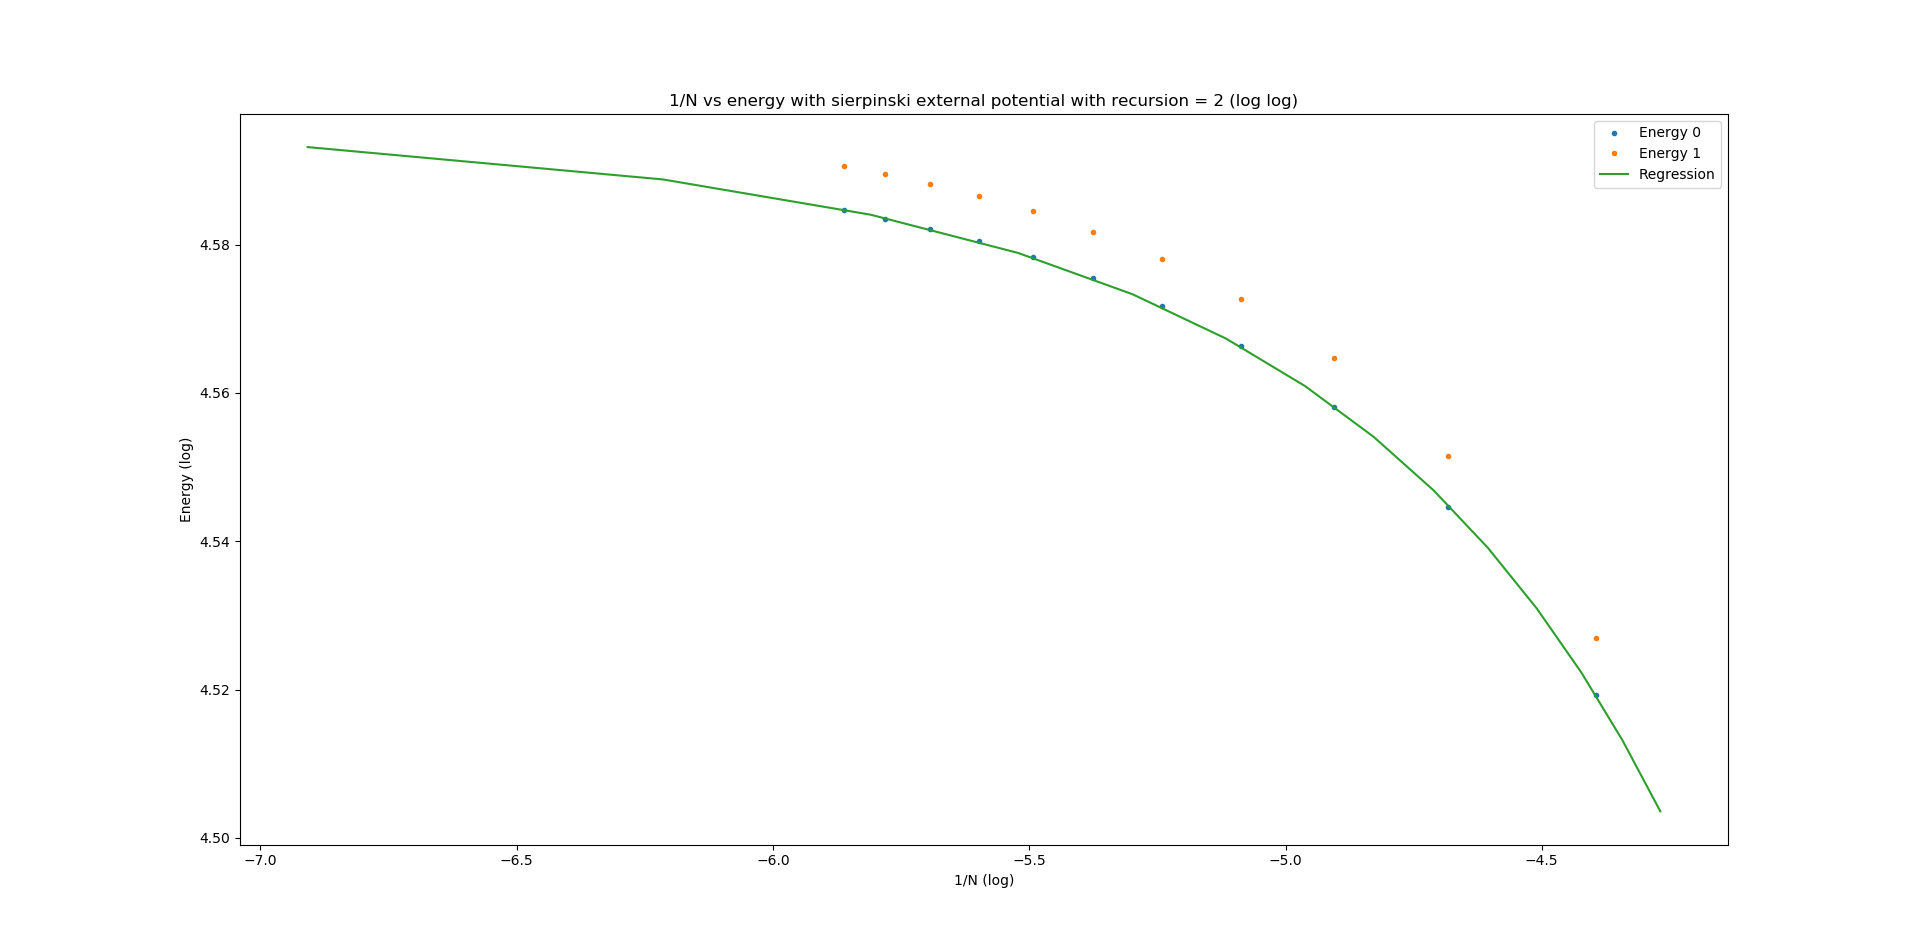 1/N vs energy with sierpinski external potential with recursion = 2 (log log)
Energy 0
Energy 1
Regression
4.58
4.56
4.54
4.52
4.50
Energy (log)
−7.0
−6.5
−6.0
−5.5
−5.0
−4.5
1/N (log)